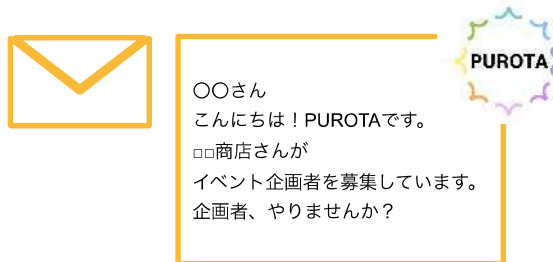 PUROTA
〇〇さん
こんにちは！PUROTAです。
□□商店さんが
イベント企画者を募集しています。
企画者、やりませんか？